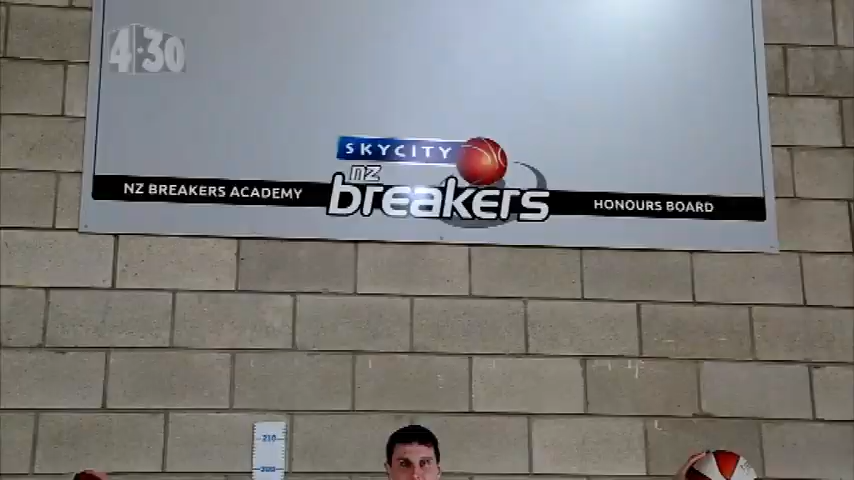 4:30
SKYCITY
nz
breakers
NZ BREAKERS ACADEMY
HONOURS BOARD
210
200